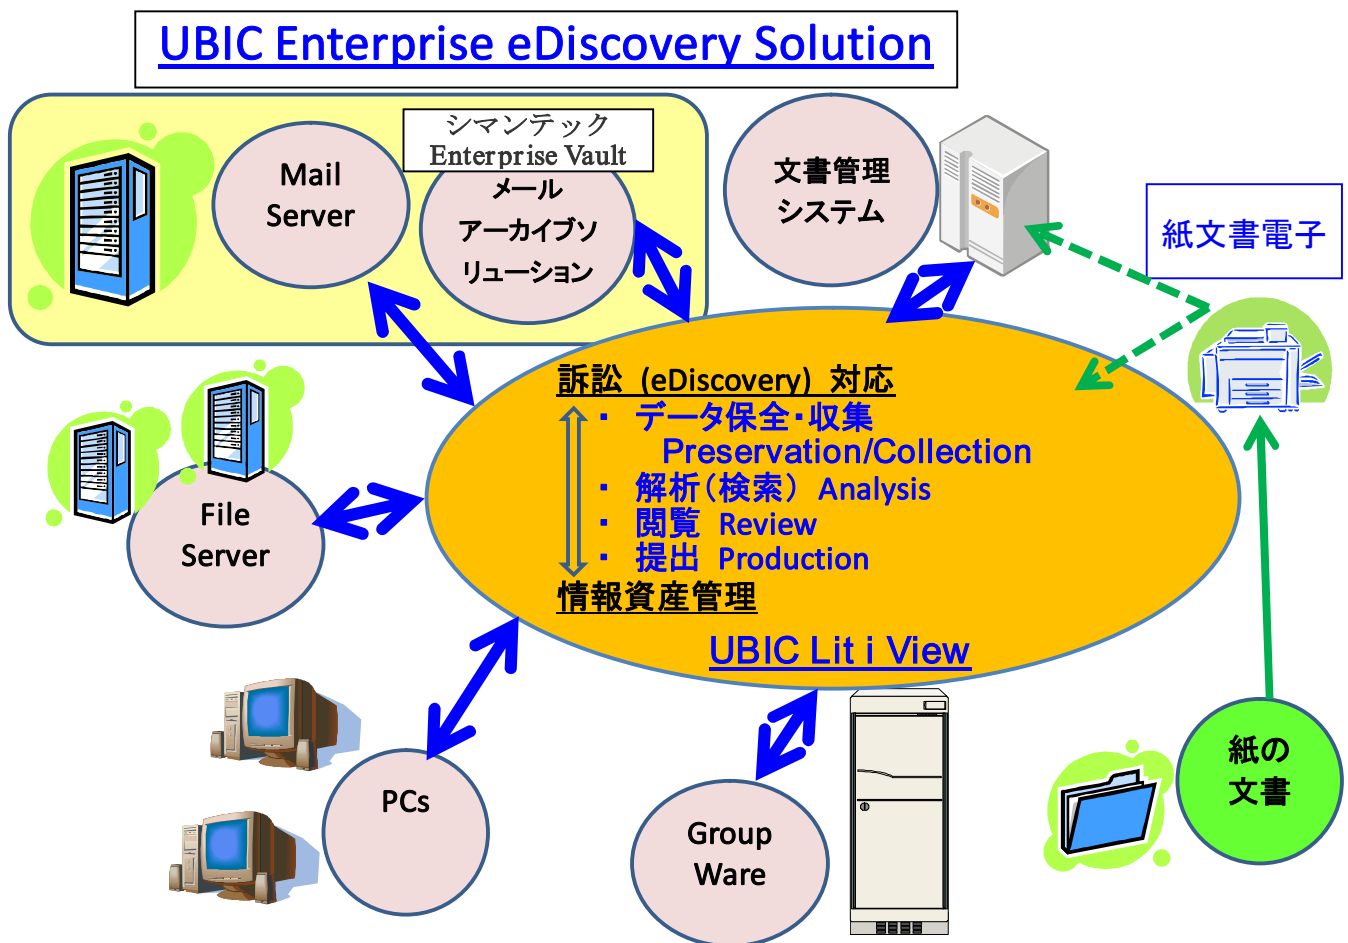 UBIC Enterprise eDiscovery Solution
シマンテック
Enterprise Vault
Mail
Server
メール
アーカイブソ
リューション
文書管理
システム
紙文書電子
訴訟 (eDiscovery) 対応
・ データ保全・収集
Preservation/Collection
・ 解析（検索） Analysis
・ 閲覧 Review
・ 提出 Production
情報資産管理
UBIC Lit i View
File
Server
PCs
Group
Ware
紙の
文書